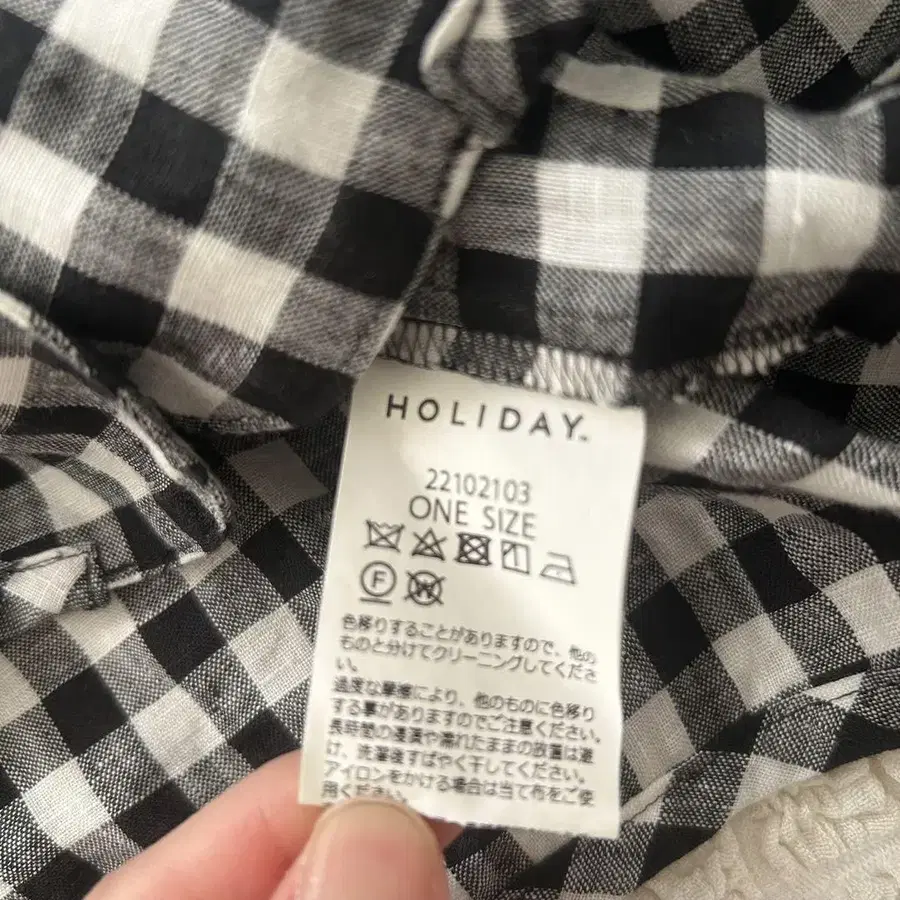 HOLIDAY™
22102103
ONE SIZE
F W
色移りすることがありますので、他の
ものと分けてクリーニングしてくださ
い。
過度な摩擦により、他のものに色移り
する事がありますのでご注意ください。
長時間の浸漬や濡れたままの放置は避
け、洗濯後すばやく干してください。
アイロンをかける場合は当て布をご使
用ください。